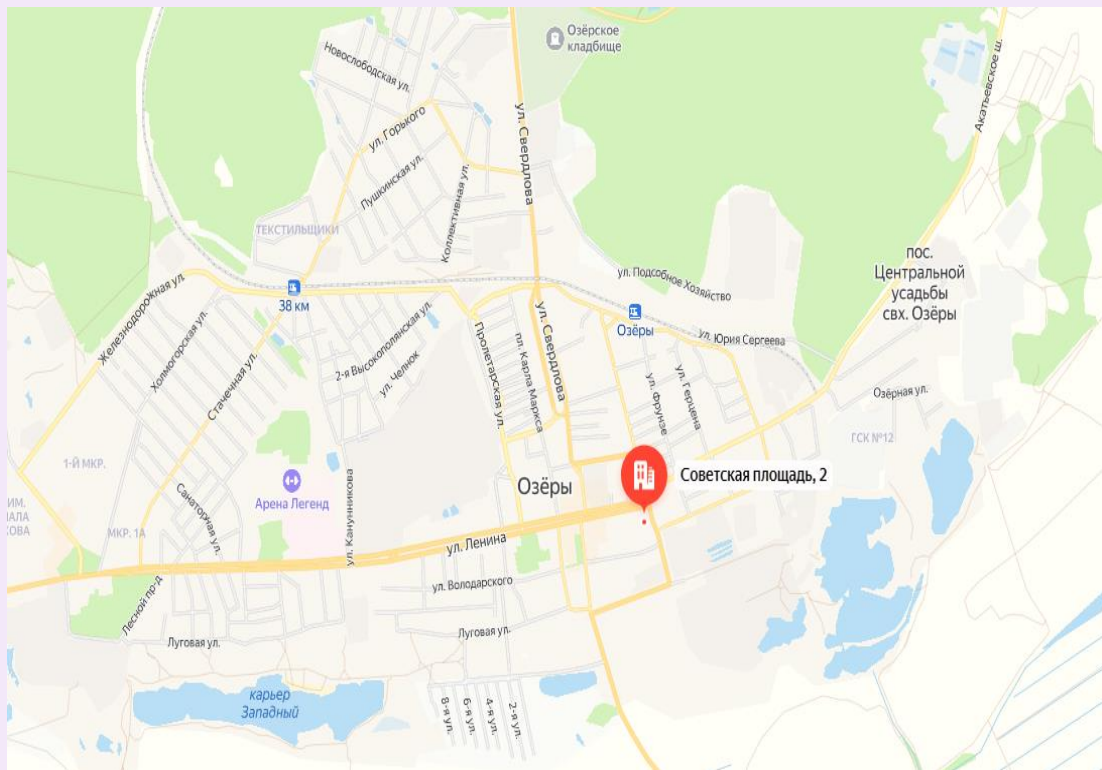 Озёрское
кладбище
Новослободская ул.
Акатьевское ш.
ул. Свердлова
ул. Горького
Пушкинская ул.
Коллективная ул.
ТЕКСТИЛЬЩИКИ
пос.
Центральной
усадьбы
свх. Озёры
ул. Подсобное Хозяйство
Железнодорожная ул.
38 км
Озёры
ул. Юрия Сергеева
Холмогорская ул.
2-я Высокополянская ул.
ул. Челнок
Стачечная ул.
Пролетарская ул.
пл. Карла Маркса
ул. Свердлова
ул. Фрунзе
ул. Герцена
Озёрная ул.
ГСК №12
1-Й МКР.
Арена Легенд
Санаторная ул.
МКР. 1А
ул. Канунникова
Озёры
Советская площадь, 2
ИМ.
КОВА
ул. Ленина
ул. Володарского
Лесной пр-д
Луговая ул.
Луговая ул.
карьер
Западный
8-я ул.
6-я ул.
4-я ул.
2-я ул.